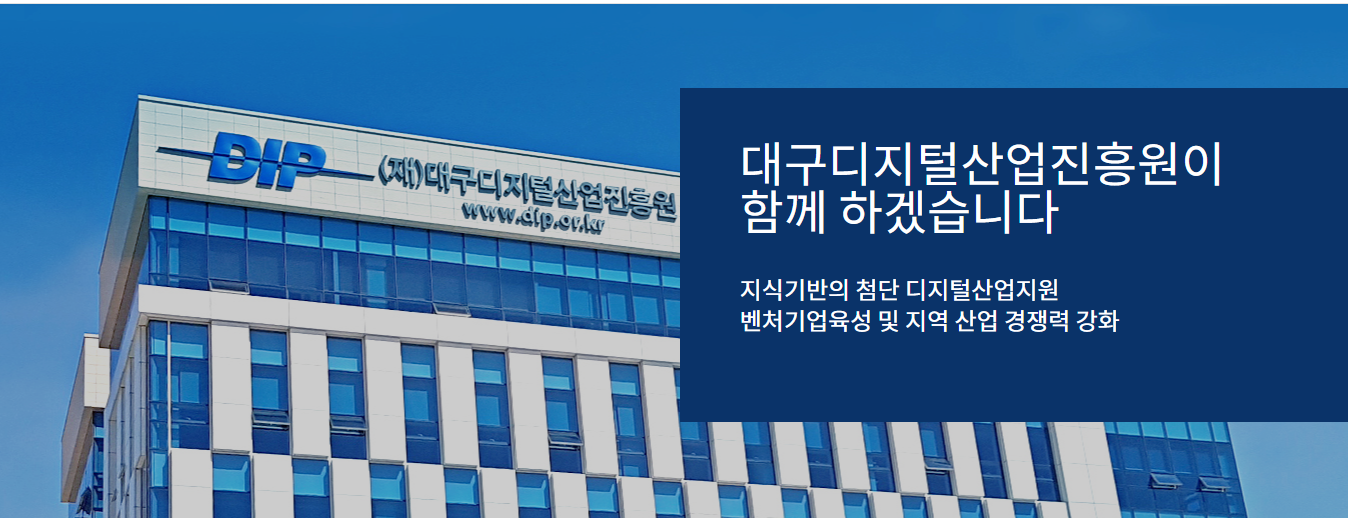 DIP (재)대구디지털산업진흥원
www.dip.or.kr
대구디지털산업진흥원이
함께 하겠습니다
지식기반의 첨단 디지털산업지원
벤처기업육성 및 지역 산업 경쟁력 강화